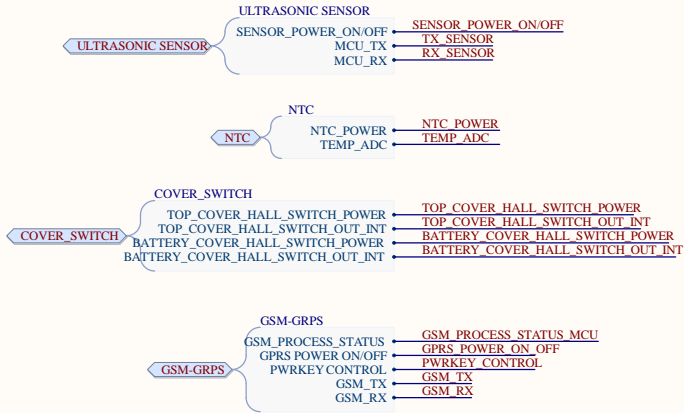 ULTRASONIC SENSOR
ULTRASONIC SENSOR
SENSOR_POWER_ON/OFF SENSOR_POWER_ON/OFF
MCU_TX TX_SENSOR
MCU_RX RX_SENSOR
NTC
NTC
NTC_POWER NTC_POWER
TEMP_ADC TEMP_ADC
COVER_SWITCH
COVER_SWITCH
TOP_COVER_HALL_SWITCH_POWER TOP_COVER_HALL_SWITCH_POWER
TOP_COVER_HALL_SWITCH_OUT_INT TOP_COVER_HALL_SWITCH_OUT_INT
BATTERY_COVER_HALL_SWITCH_POWER BATTERY_COVER_HALL_SWITCH_POWER
BATTERY_COVER_HALL_SWITCH_OUT_INT BATTERY_COVER_HALL_SWITCH_OUT_INT
GSM-GRPS
GSM-GRPS
GSM_PROCESS_STATUS GSM_PROCESS_STATUS_MCU
GPRS POWER ON/OFF GPRS_POWER_ON_OFF
PWRKEY CONTROL PWRKEY_CONTROL
GSM_TX GSM_TX
GSM_RX GSM_RX